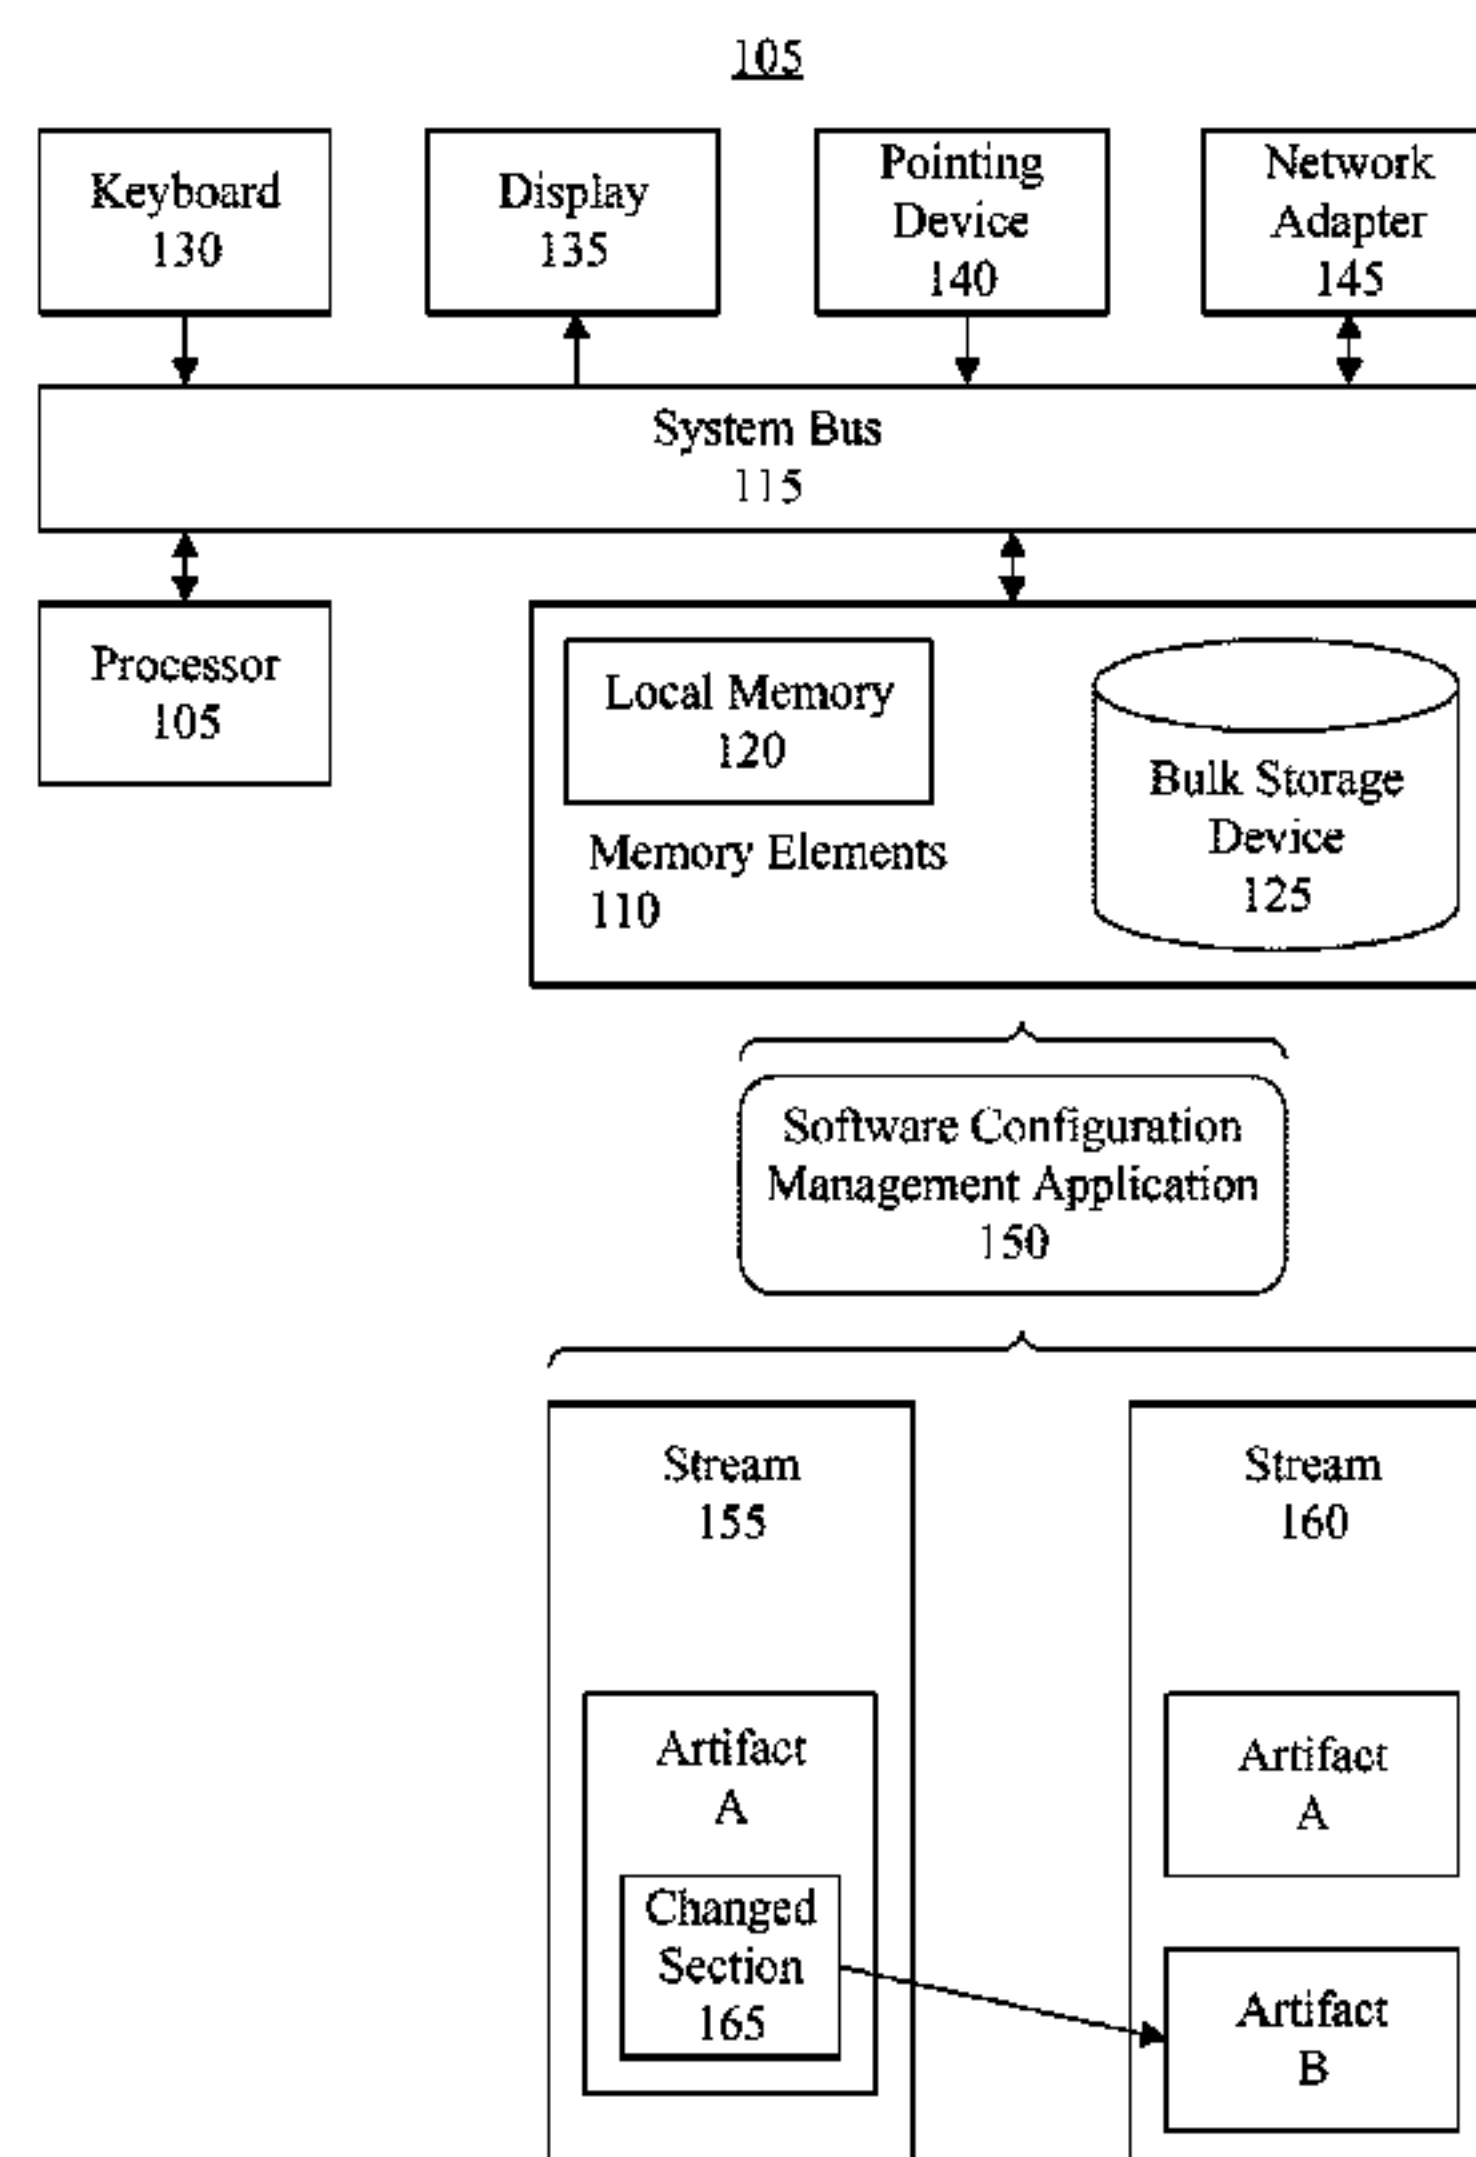 105
Keyboard
130
Display
135
Pointing
Device
140
Network
Adapter
145
System Bus
115
Processor
105
Local Memory
120
Memory Elements
110
Bulk Storage
Device
125
Software Configuration
Management Application
150
Stream
155
Artifact
A
Changed
Section
165
Stream
160
Artifact
A
Artifact
B